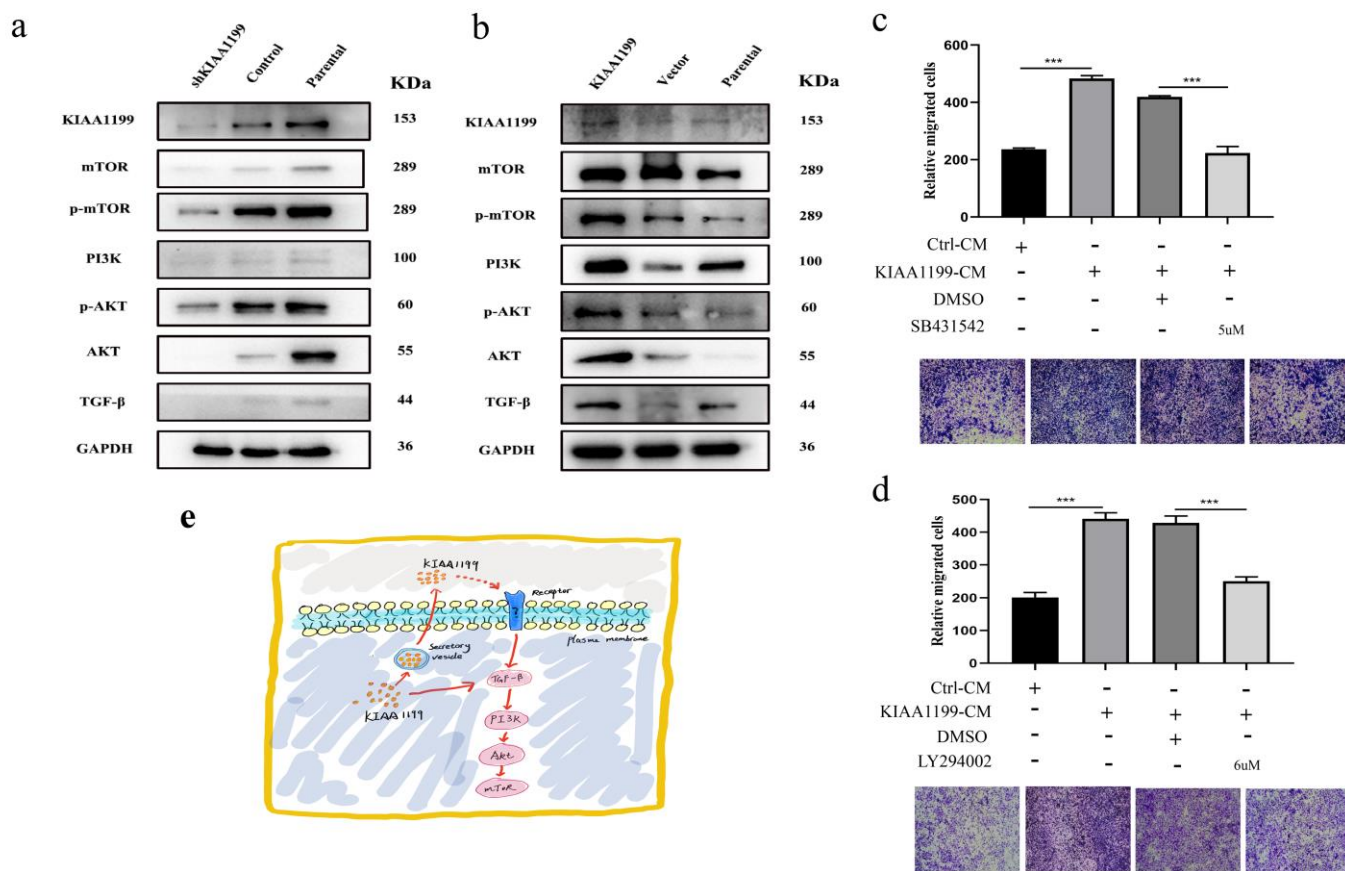 a
shKIAA1199 Control Parental
KDa
KIAA1199 153
mTOR 289
p-mTOR 289
PI3K 100
p-AKT 60
AKT 55
TGF-β 44
GAPDH 36
b
KIAA1199 Vector Parental
KDa
KIAA1199 153
mTOR 289
p-mTOR 289
PI3K 100
p-AKT 60
AKT 55
TGF-β 44
GAPDH 36
c
Relative migrated cells
600
400
200
0
*** ***
Ctrl-CM + - - -
KIAA1199-CM - + + +
DMSO - - + -
SB431542 - - - 5uM
d
Relative migrated cells
500
400
300
200
100
0
*** ***
Ctrl-CM + - - -
KIAA1199-CM - + + +
DMSO - - + -
LY294002 - - - 6uM
e
KIAA1199
Receptor
?
plasma membrane
Secretory
vesicle
TGF-β
KIAA1199
PI3K
Akt
mToR